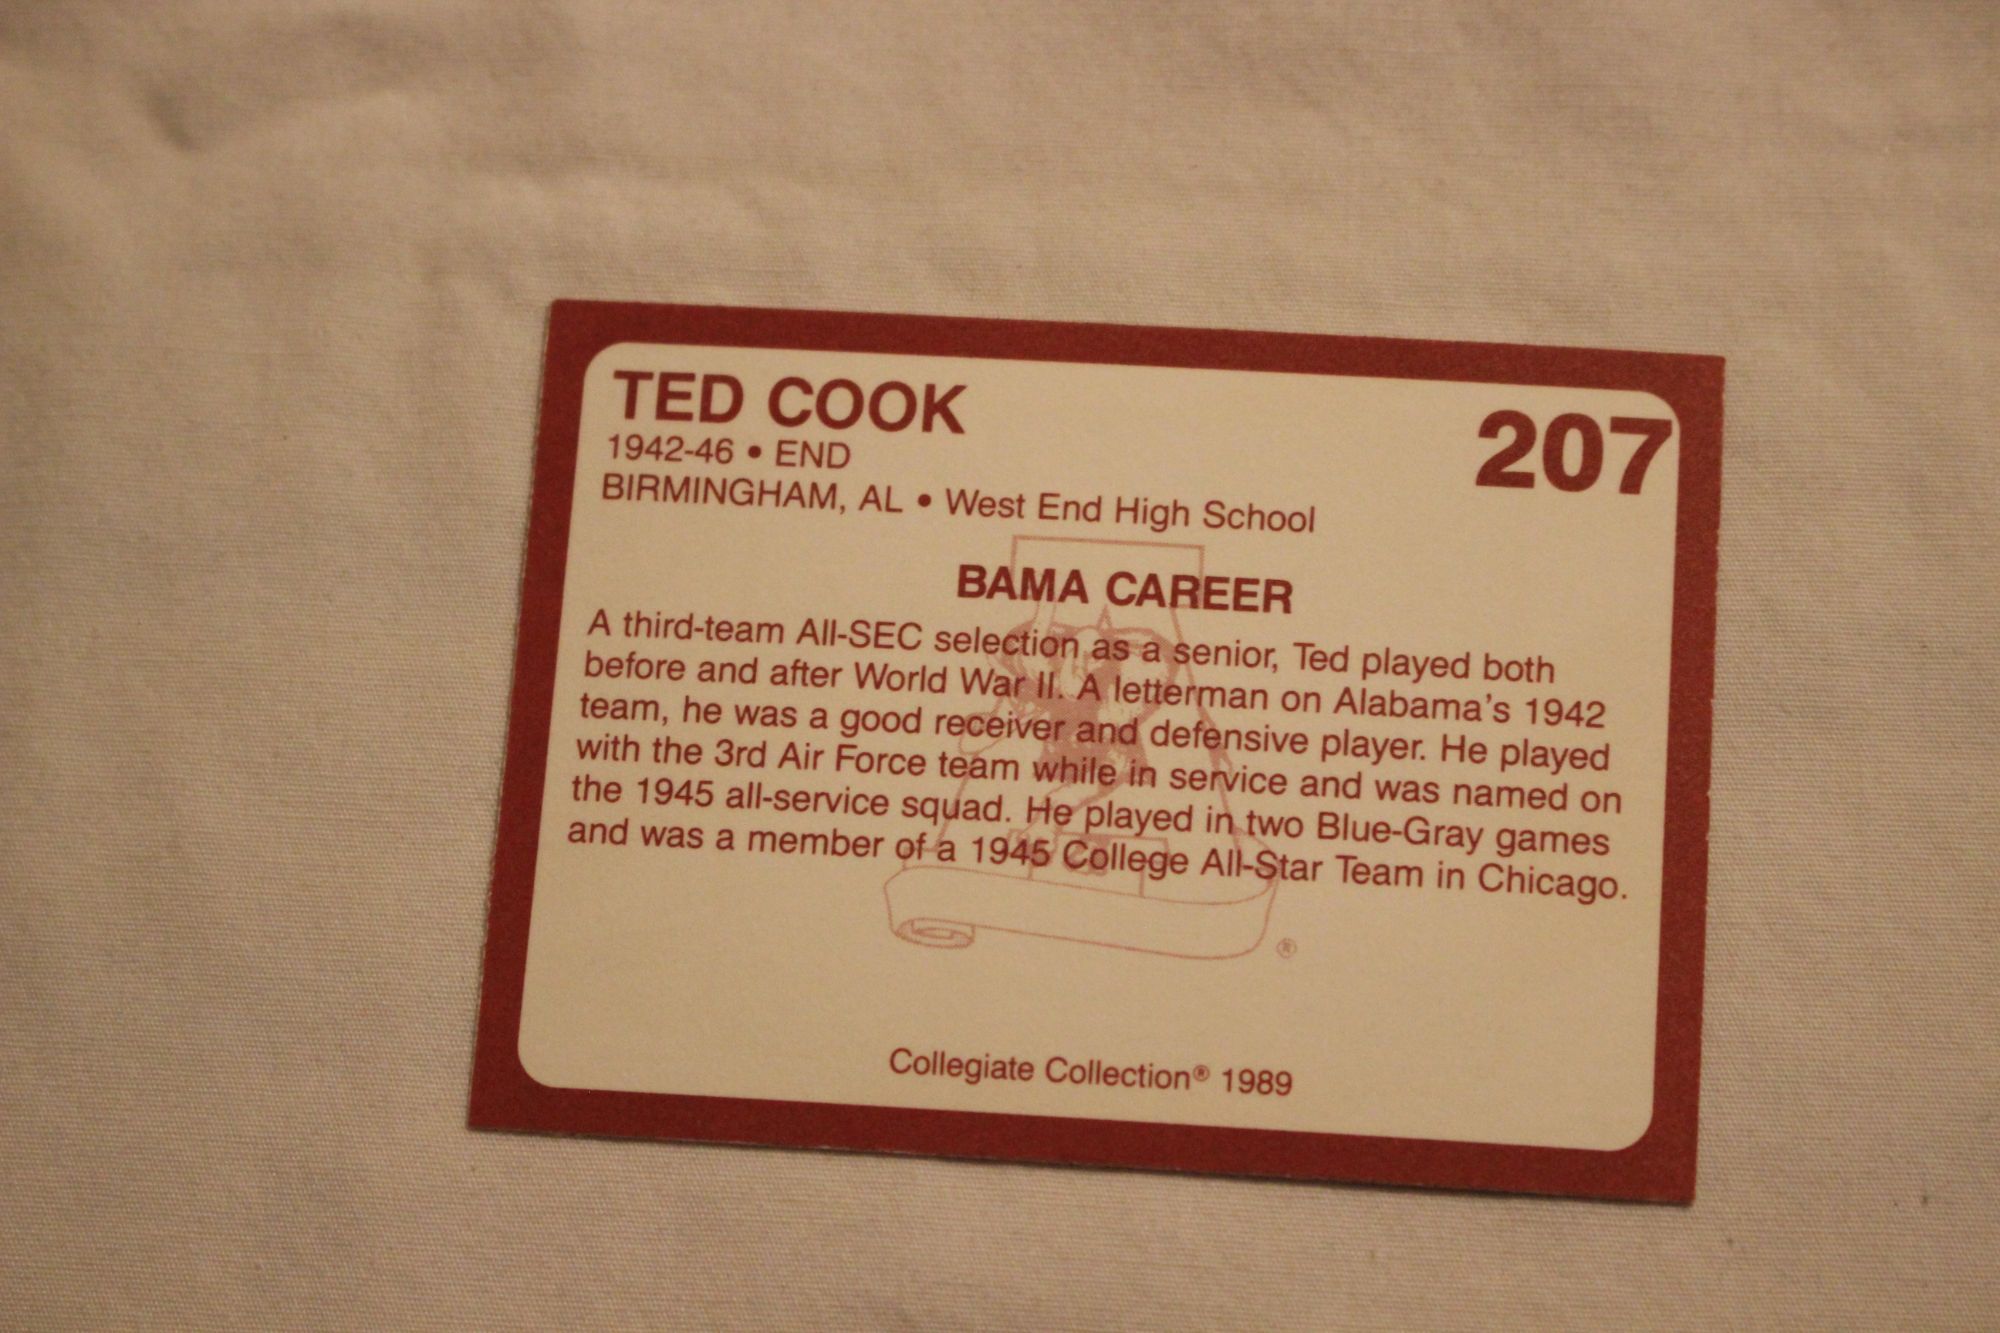 TED COOK
207
1942-46 • END
BIRMINGHAM, AL • West End High School
BAMA CAREER
A third-team All-SEC selection as a senior, Ted played both
before and after World War II. A letterman on Alabama's 1942
team, he was a good receiver and defensive player. He played
with the 3rd Air Force team while in service and was named on
the 1945 all-service squad. He played in two Blue-Gray games
and was a member of a 1945 College All-Star Team in Chicago.
®
Collegiate Collection® 1989